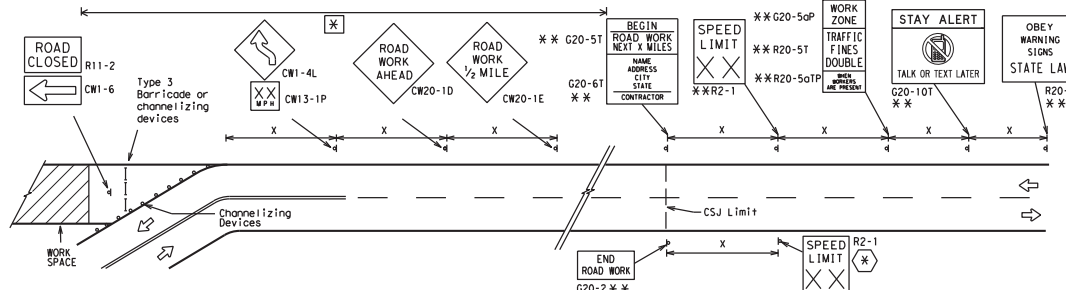 ROAD
CLOSED
R11-2
CW1-6
Type 3
Barricade or
channelizing
devices
*
CW1-4L
XX
MPH
CW13-1P
ROAD
WORK
AHEAD
CW20-1D
ROAD
WORK
1/2 MILE
CW20-1E
** G20-5T
BEGIN
ROAD WORK
NEXT X MILES
G20-6T
**
NAME
ADDRESS
CITY
STATE
CONTRACTOR
SPEED
LIMIT
XX
**R2-1
** G20-5aP
WORK
ZONE
**R20-5T
TRAFFIC
FINES
DOUBLE
**R20-5aTP
WHEN
WORKERS
ARE PRESENT
STAY ALERT
TALK OR TEXT LATER
G20-10T
**
OBEY
WARNING
SIGNS
STATE LAW
R20-
**
X
X
X
X
X
X
X
WORK
SPACE
Channelizing
Devices
CSJ Limit
END
ROAD WORK
G20-2 **
X
SPEED
LIMIT
XX
R2-1
*